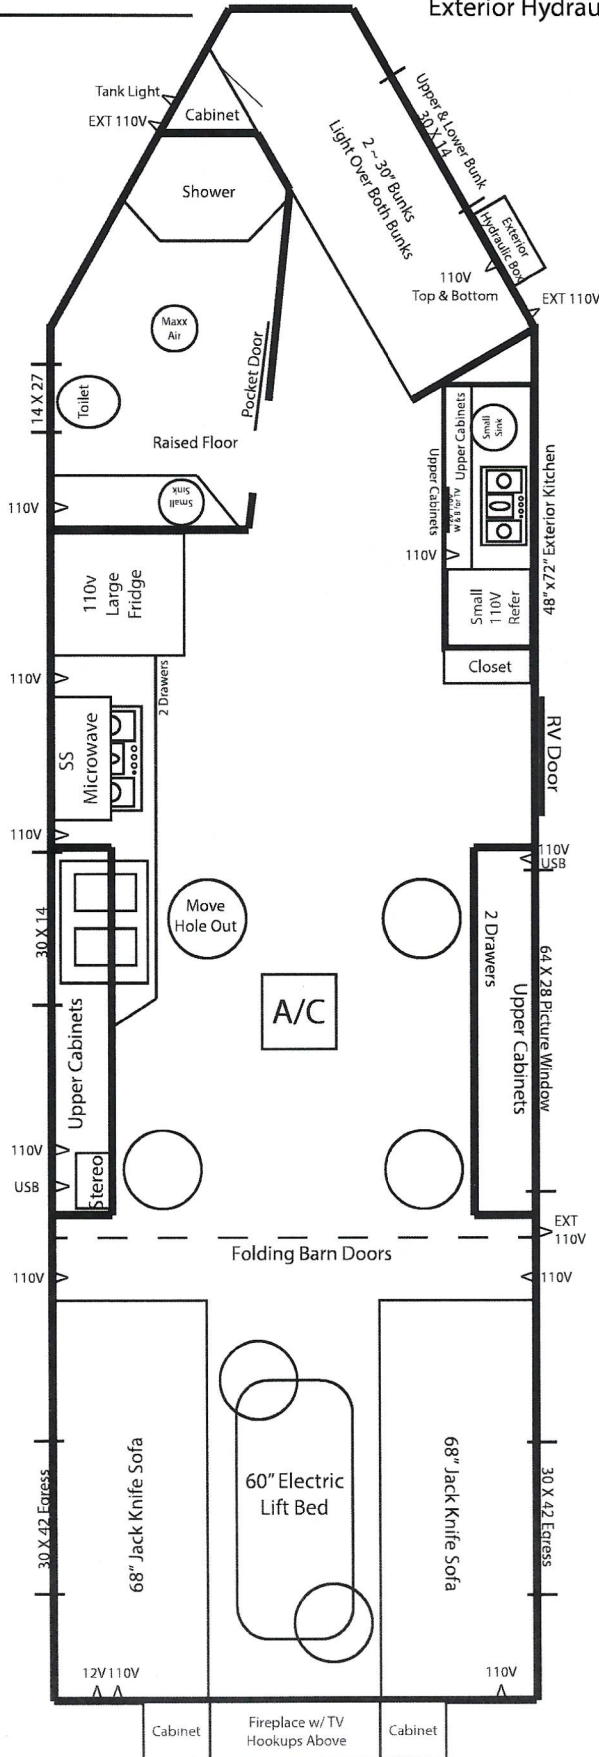 Exterior Hydrau
Tank Light
EXT 110V
Cabinet
Upper & Lower Bunk
30 X 14
Shower
2 ~ 30" Bunks
Light Over Both Bunks
Exterior
Hydraulic Box
110V
Top & Bottom
EXT 110V
Maxx
Air
14 X 27
Toilet
Pocket Door
Raised Floor
Small
Sink
110V
Upper Cabinets
Upper Cabinets
Small
Sink
W & B for TV
110V
48"x72" Exterior Kitchen
110v
Large
Fridge
Small
110V
Refer
Closet
110V
2 Drawers
SS
Microwave
RV Door
110V
110V
USB
30 X 14
Move
Hole Out
2 Drawers
64 X 28 Picture Window
Upper Cabinets
A/C
Upper Cabinets
110V
USB
Stereo
EXT
110V
Folding Barn Doors
110V
110V
68" Jack Knife Sofa
60" Electric
Lift Bed
68" Jack Knife Sofa
30 X 42 Egress
30 X 42 Egress
12V 110V
110V
Cabinet
Fireplace w/ TV
Hookups Above
Cabinet